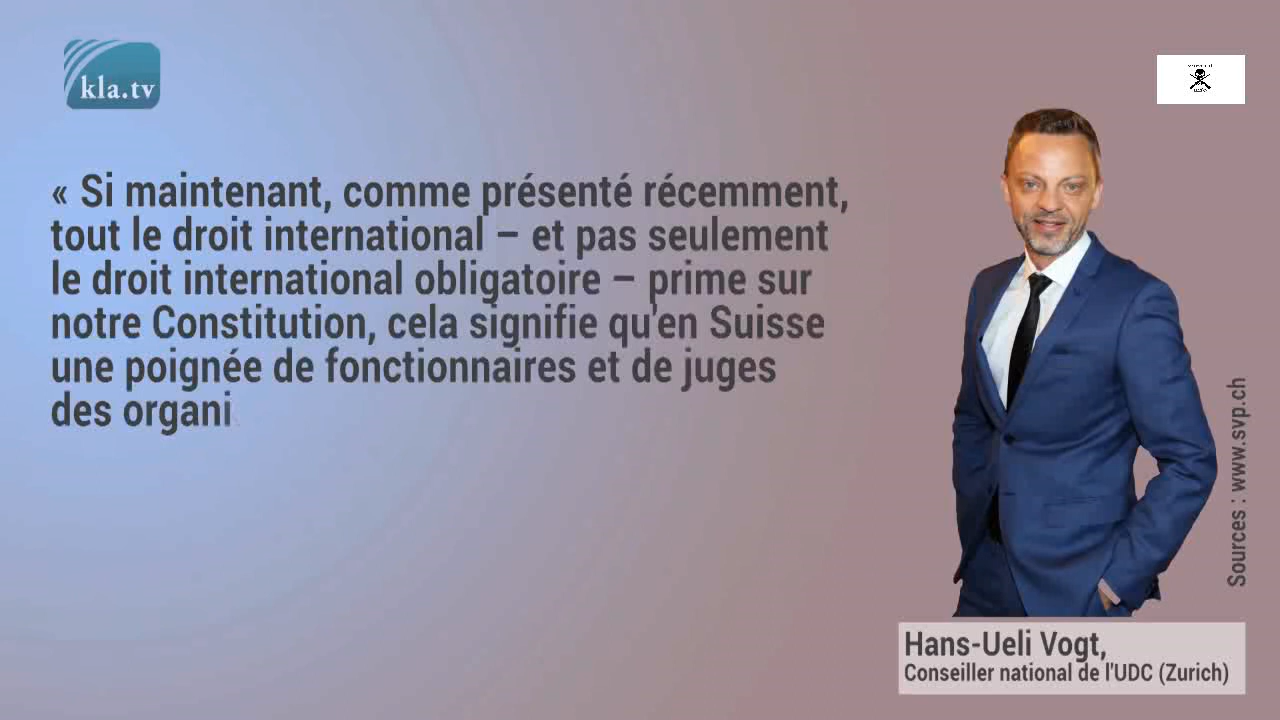 kla.tv
« Si maintenant, comme présenté récemment,
tout le droit international – et pas seulement
le droit international obligatoire – prime sur
notre Constitution, cela signifie qu'en Suisse
une poignée de fonctionnaires et de juges
des organi
Sources : www.svp.ch
Hans-Ueli Vogt,
Conseiller national de l'UDC (Zurich)